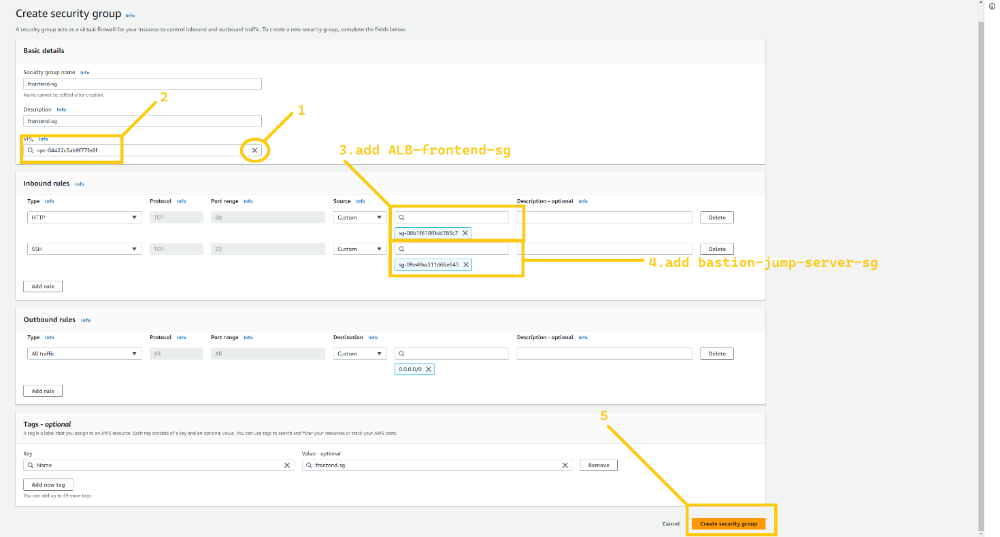 Create security group Info
A security group acts as a virtual firewall for your instance to control inbound and outbound traffic. To create a new security group, complete the fields below.
Basic details
Security group name Info
frontend-sg
Name cannot be edited after creation.
2
1
Description Info
frontend-sg
VPC Info
vpc-04422c5ab9f77fe8f
3.add ALB-frontend-sg
Inbound rules Info
Type Info Protocol Info Port range Info Source Info Description - optional Info
HTTP TCP 80 Custom Delete
sg-08b1f618f0dd785c7
SSH TCP 22 Custom Delete
sg-09e4fba511d66e645
4.add bastion-jump-server-sg
Add rule
Outbound rules Info
Type Info Protocol Info Port range Info Destination Info Description - optional Info
All traffic All All Custom Delete
0.0.0.0/0
Add rule
5
Tags - optional
A tag is a label that you assign to an AWS resource. Each tag consists of a key and an optional value. You can use tags to search and filter your resources or track your AWS costs.
Key Value - optional
Name frontend-sg Remove
Add new tag
You can add up to 49 more tags
Cancel Create security group